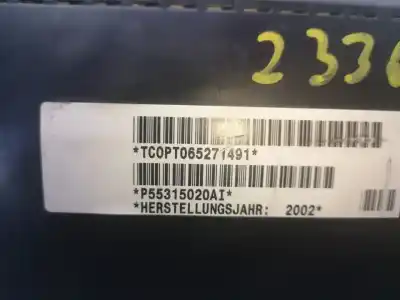 2336
*TCOPT065271491*
*P55315020AI*
*HERSTELLUNGSJAHR: 2002*